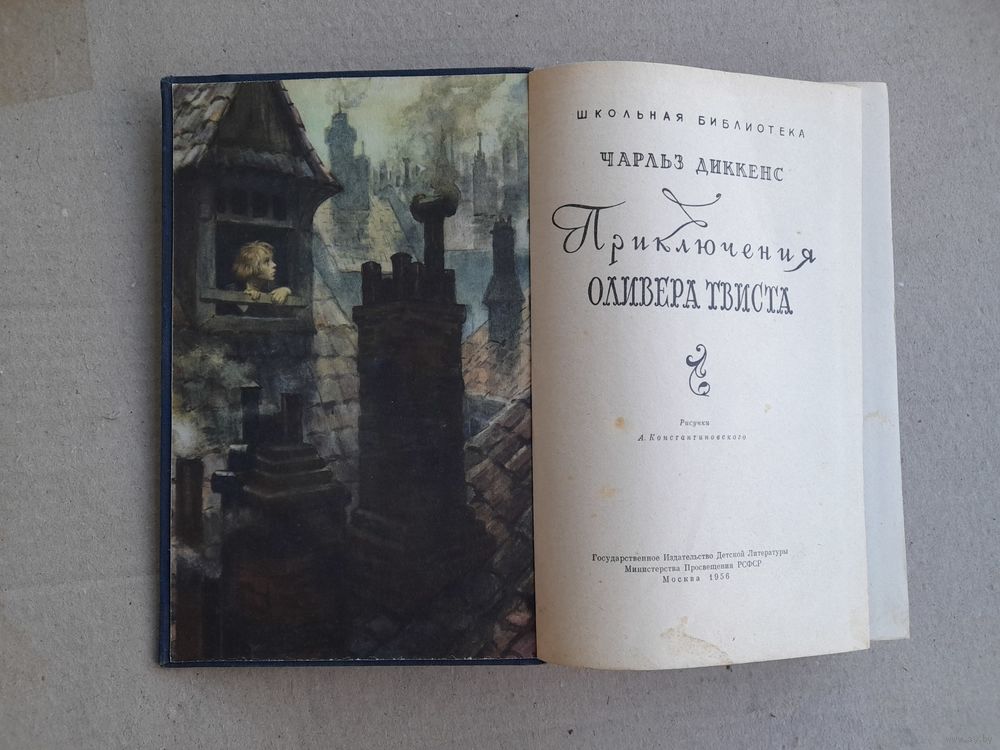 ШКОЛЬНАЯ БИБЛИОТЕКА
ЧАРЛЬЗ ДИККЕНС
Приключения
ОЛИВЕРА ТВИСТА
Рисунки
А. Константиновского
Государственное Издательство Детской Литературы
Министерства Просвещения РСФСР
Москва 1956